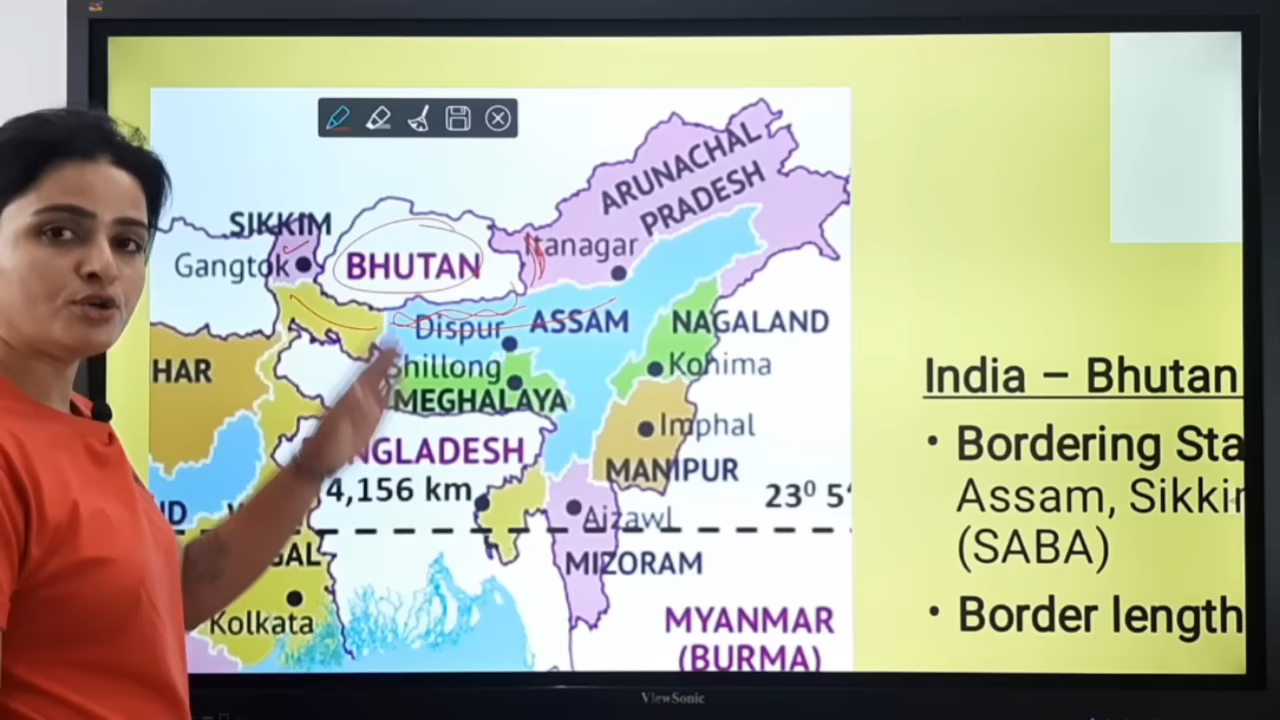 ARUNACHAL
PRADESH
SIKKIM
Itanagar
Gangtok
BHUTAN
Dispur
ASSAM
NAGALAND
HAR
Shillong
Kohima
MEGHALAYA
Imphal
NGLADESH
MANIPUR
4,156 km
23⁰ 5'
Aizawl
MIZORAM
Kolkata
MYANMAR
(BURMA)
India – Bhutan
• Bordering Sta
Assam, Sikkir
(SABA)
• Border length
ViewSonic